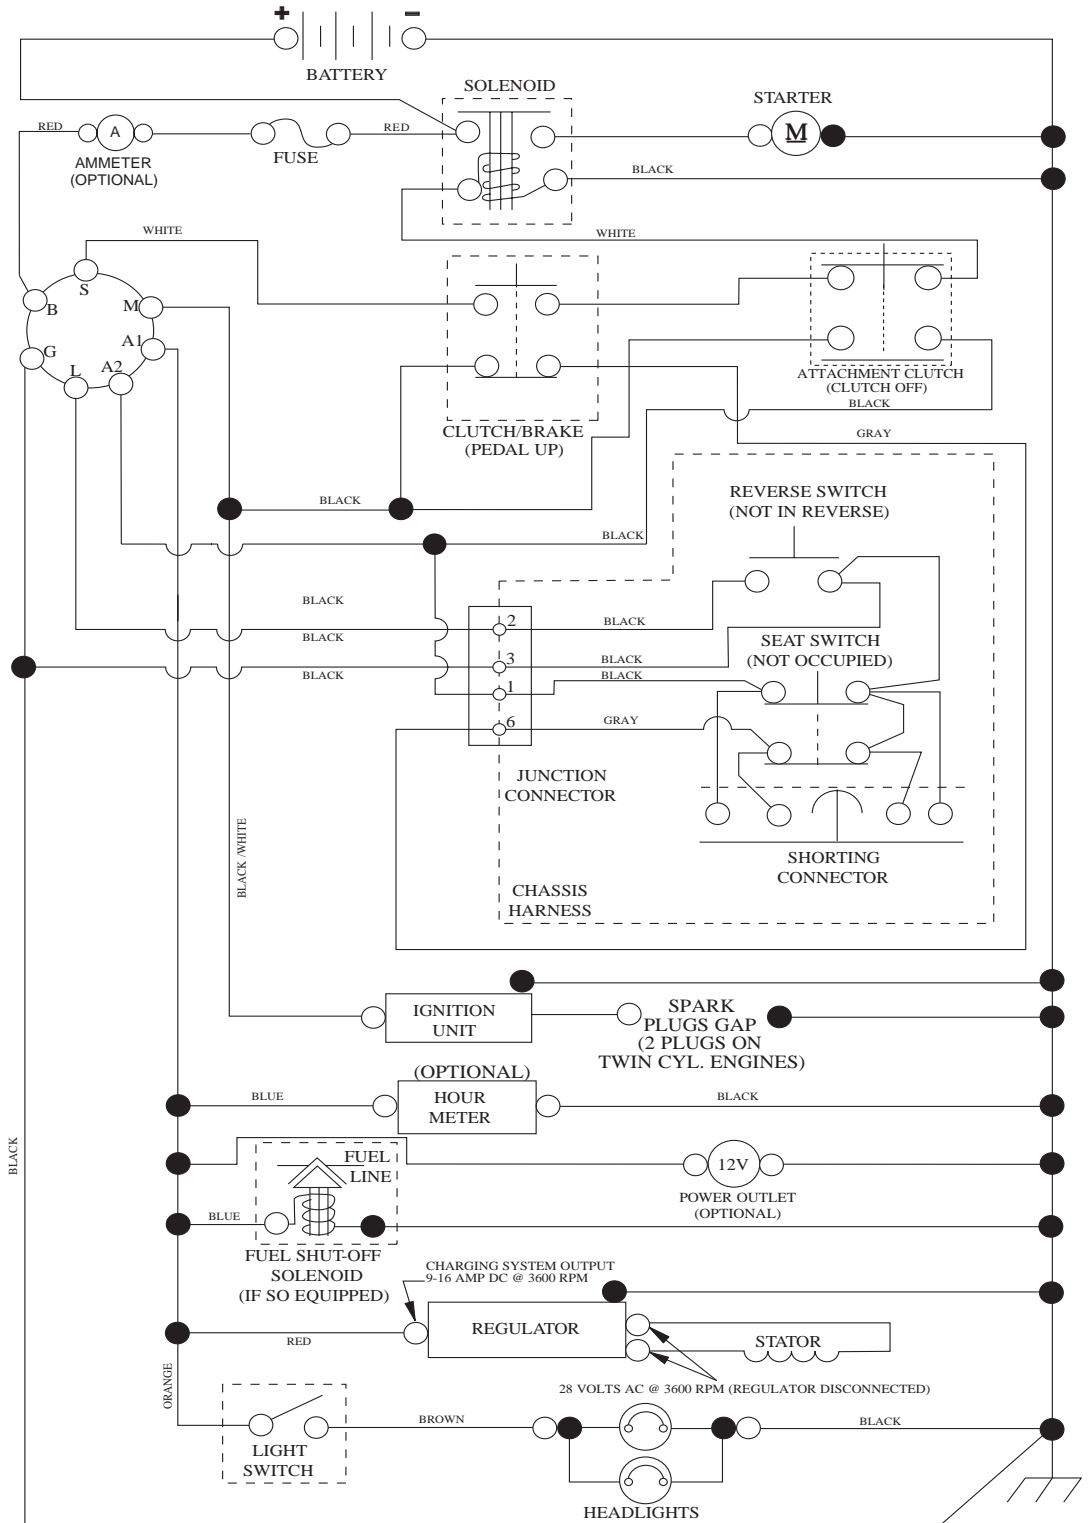 + −
BATTERY
SOLENOID
STARTER
RED
A
FUSE
RED
M
AMMETER
(OPTIONAL)
BLACK
WHITE
WHITE
S
B
M
A1
G
A2
L
ATTACHMENT CLUTCH
(CLUTCH OFF)
BLACK
CLUTCH/BRAKE
(PEDAL UP)
GRAY
REVERSE SWITCH
(NOT IN REVERSE)
BLACK
BLACK
BLACK
2
BLACK
BLACK
SEAT SWITCH
(NOT OCCUPIED)
3
BLACK
BLACK
1
BLACK
6
GRAY
JUNCTION
CONNECTOR
BLACK /WHITE
SHORTING
CONNECTOR
CHASSIS
HARNESS
IGNITION
UNIT
SPARK
PLUGS GAP
(2 PLUGS ON
TWIN CYL. ENGINES)
(OPTIONAL)
BLUE
HOUR
METER
BLACK
BLACK
FUEL
LINE
12V
POWER OUTLET
(OPTIONAL)
BLUE
FUEL SHUT-OFF
SOLENOID
(IF SO EQUIPPED)
CHARGING SYSTEM OUTPUT
9-16 AMP DC @ 3600 RPM
RED
REGULATOR
STATOR
28 VOLTS AC @ 3600 RPM (REGULATOR DISCONNECTED)
ORANGE
BROWN
BLACK
LIGHT
SWITCH
HEADLIGHTS